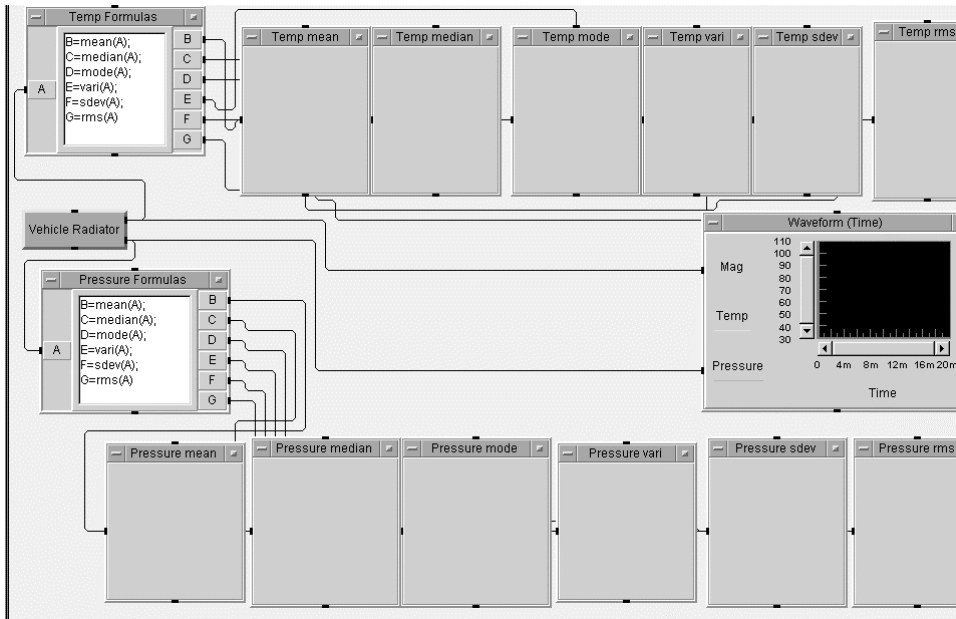 Temp Formulas
A
B=mean(A);
C=median(A);
D=mode(A);
E=vari(A);
F=sdev(A);
G=rms(A)
B
C
D
E
F
G
Temp mean
Temp median
Temp mode
Temp vari
Temp sdev
Temp rms
Vehicle Radiator
Waveform (Time)
Mag
Temp
Pressure
110
100
90
80
70
60
50
40
30
0 4m 8m 12m 16m 20m
Time
Pressure Formulas
A
B=mean(A);
C=median(A);
D=mode(A);
E=vari(A);
F=sdev(A);
G=rms(A)
B
C
D
E
F
G
Pressure mean
Pressure median
Pressure mode
Pressure vari
Pressure sdev
Pressure rms